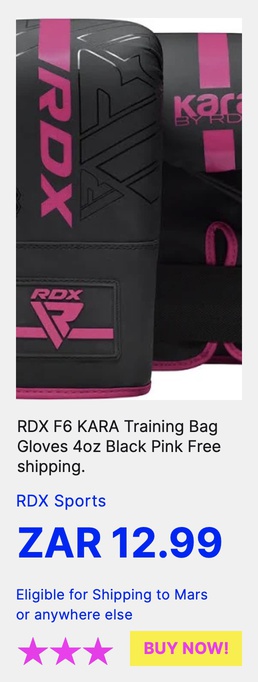 RDX
Kara
BY RD
RDX
RDX F6 KARA Training Bag
Gloves 4oz Black Pink Free
shipping.
RDX Sports
ZAR 12.99
Eligible for Shipping to Mars
or anywhere else
BUY NOW!